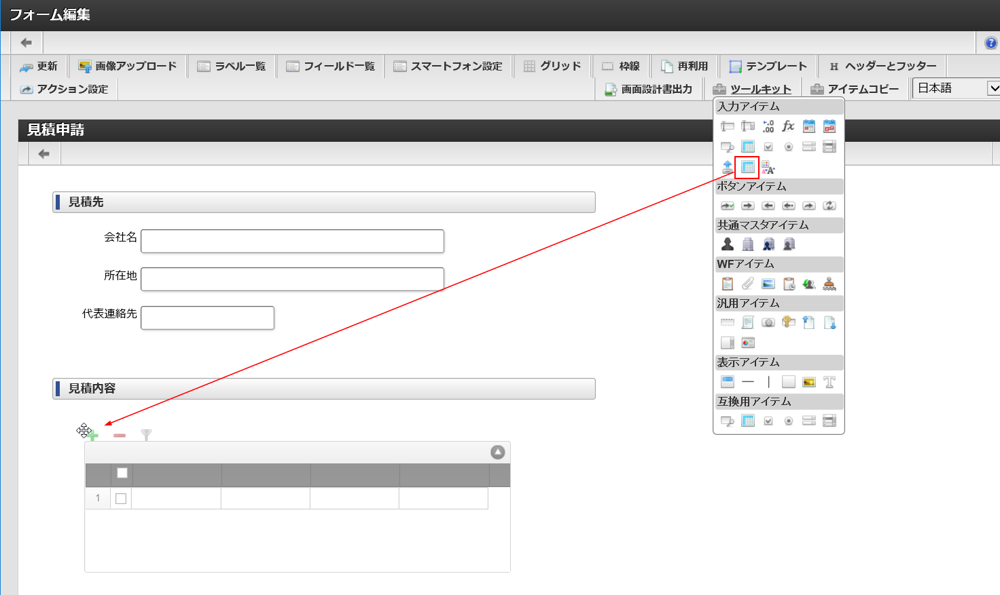 フォーム編集
更新 画像アップロード ラベル一覧 フィールド一覧 スマートフォン設定 グリッド 枠線 再利用 テンプレート H ヘッダーとフッター
アクション設定 画面設計書出力 ツールキット アイテムコピー 日本語
見積申請
見積先
会社名
所在地
代表連絡先
見積内容
1
入力アイテム
.0
.00
fx
A
ボタンアイテム
共通マスタアイテム
WFアイテム
汎用アイテム
表示アイテム
T
互換用アイテム